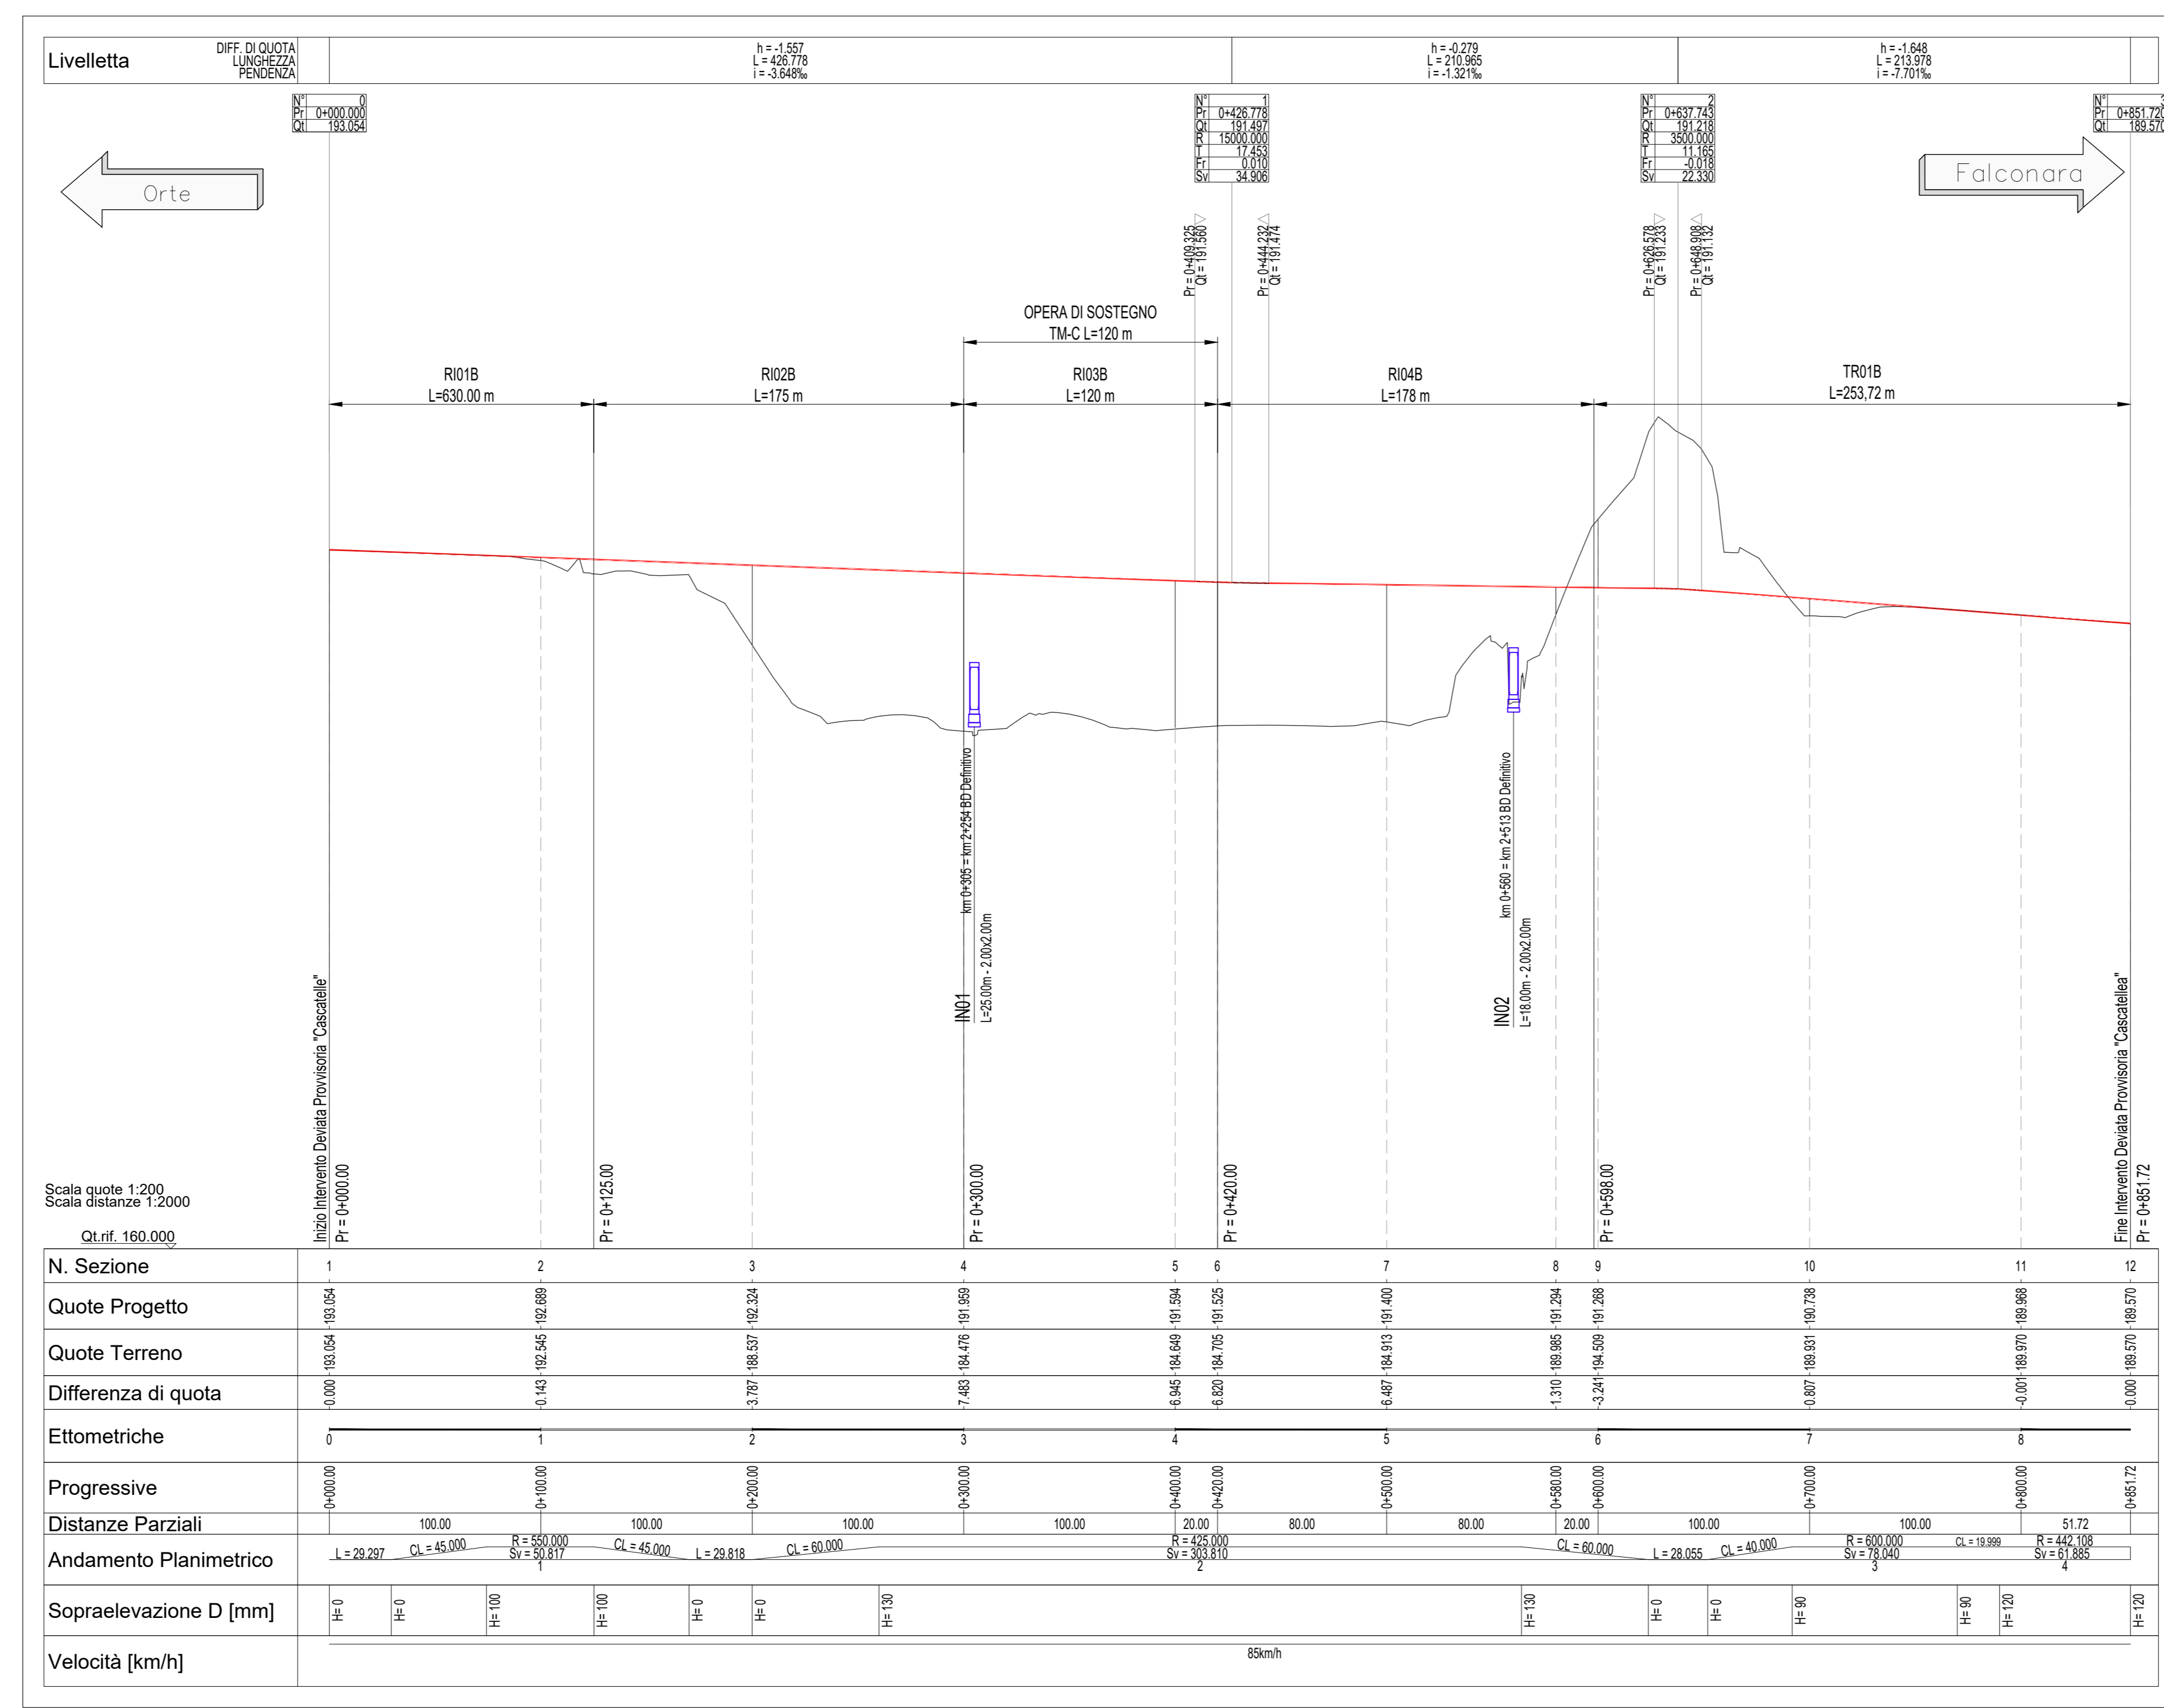 Livelletta
DIFF. DI QUOTA
LUNGHEZZA
PENDENZA
h = -1.557
L = 426.778
i = -3.648‰
h = -0.279
L = 210.965
i = -1.321‰
h = -1.648
L = 213.978
i = -7.701‰
N° 0
Pr 0+000.000
Qt 193.054
N° 1
Pr 0+426.778
Qt 191.497
R 15000.000
T 17.453
Fr 0.010
Sv 34.906
N° 2
Pr 0+637.743
Qt 191.218
R 3500.000
T 11.165
Fr -0.018
Sv 22.330
N° 3
Pr 0+851.720
Qt 189.570
Orte
Falconara
Pr = 0+409.325
Qt = 191.560
Pr = 0+444.232
Qt = 191.474
Pr = 0+626.578
Qt = 191.233
Pr = 0+648.908
Qt = 191.132
OPERA DI SOSTEGNO
TM-C L=120 m
RI01B
L=630.00 m
RI02B
L=175 m
RI03B
L=120 m
RI04B
L=178 m
TR01B
L=253,72 m
km 0+305 = km 2+254 BD Definitivo
IN01
L=25.00m - 2.00x2.00m
km 0+560 = km 2+513 BD Definitivo
IN02
L=18.00m - 2.00x2.00m
Inizio Intervento Deviata Provvisoria "Cascatelle"
Pr = 0+000.00
Pr = 0+125.00
Pr = 0+300.00
Pr = 0+420.00
Pr = 0+598.00
Fine Intervento Deviata Provvisoria "Cascatellea"
Pr = 0+851.72
Scala quote 1:200
Scala distanze 1:2000
Qt.rif. 160.000
N. Sezione 1 2 3 4 5 6 7 8 9 10 11 12
Quote Progetto 193.054 192.689 192.324 191.959 191.594 191.525 191.400 191.294 191.268 190.738 189.968 189.570
Quote Terreno 193.054 192.545 188.537 184.476 184.649 184.705 184.913 189.985 194.509 189.931 189.970 189.570
Differenza di quota 0.000 0.143 3.787 7.483 6.945 6.820 6.487 1.310 -3.241 0.807 -0.001 0.000
Ettometriche 0 1 2 3 4 5 6 7 8
Progressive 0+000.00 0+100.00 0+200.00 0+300.00 0+400.00 0+420.00 0+500.00 0+580.00 0+600.00 0+700.00 0+800.00 0+851.72
Distanze Parziali 100.00 100.00 100.00 100.00 20.00 80.00 80.00 20.00 100.00 100.00 51.72
Andamento Planimetrico
L = 29.297
CL = 45.000
R = 550.000
Sv = 50.817
1
CL = 45.000
L = 29.818
CL = 60.000
R = 425.000
Sv = 303.810
2
CL = 60.000
L = 28.055
CL = 40.000
R = 600.000
Sv = 78.040
3
CL = 19.999
R = 442.108
Sv = 61.885
4
Sopraelevazione D [mm] H= 0 H= 0 H= 100 H= 100 H= 0 H= 0 H= 130 H= 130 H= 0 H= 0 H= 90 H= 90 H= 120 H= 120
Velocità [km/h] 85km/h